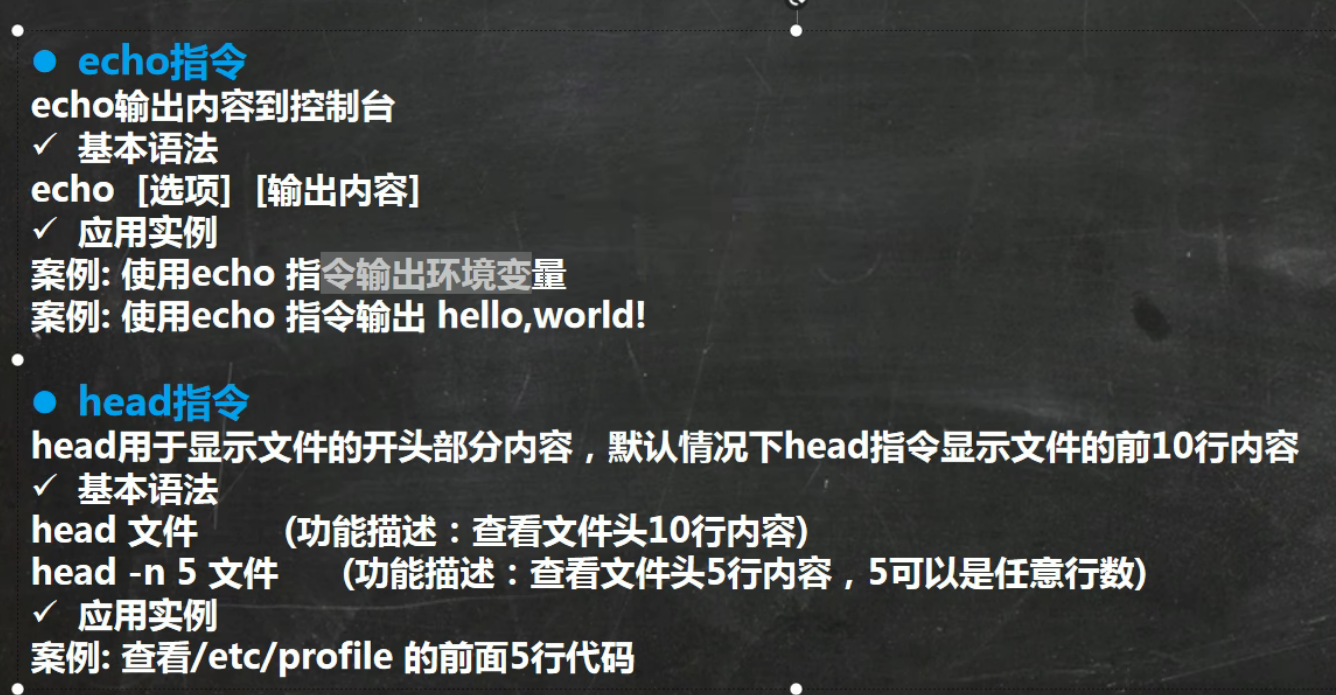 ● echo指令
echo输出内容到控制台
✓ 基本语法
echo [选项] [输出内容]
✓ 应用实例
案例: 使用echo 指令输出环境变量
案例: 使用echo 指令输出 hello,world!
● head指令
head用于显示文件的开头部分内容，默认情况下head指令显示文件的前10行内容
✓ 基本语法
head 文件 (功能描述：查看文件头10行内容)
head -n 5 文件 (功能描述：查看文件头5行内容，5可以是任意行数)
✓ 应用实例
案例: 查看/etc/profile 的前面5行代码